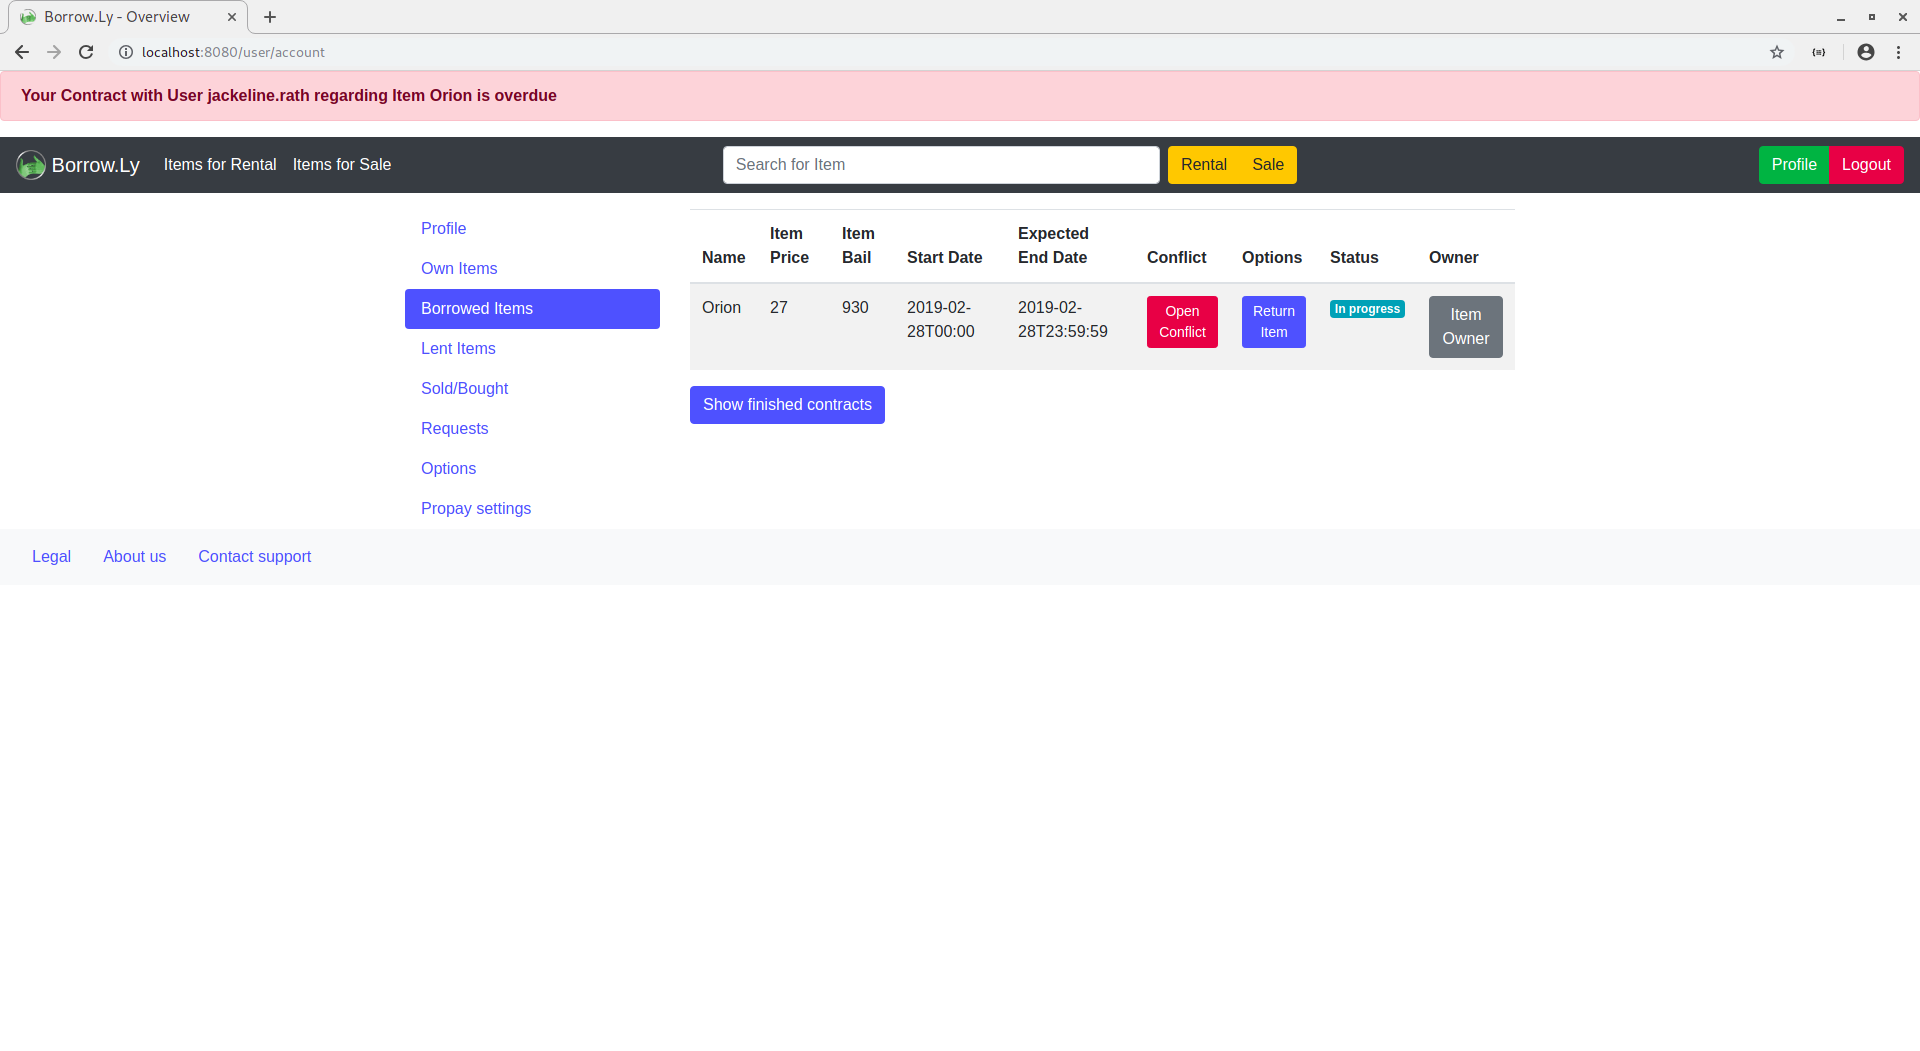 Borrow.Ly - Overview
localhost:8080/user/account
Your Contract with User jackeline.rath regarding Item Orion is overdue
Borrow.Ly Items for Rental Items for Sale Search for Item Rental Sale Profile Logout
Profile
Own Items
Borrowed Items
Lent Items
Sold/Bought
Requests
Options
Propay settings
Name Item Price Item Bail Start Date Expected End Date Conflict Options Status Owner
Orion 27 930 2019-02-28T00:00 2019-02-28T23:59:59 Open Conflict Return Item In progress Item Owner
Show finished contracts
Legal About us Contact support